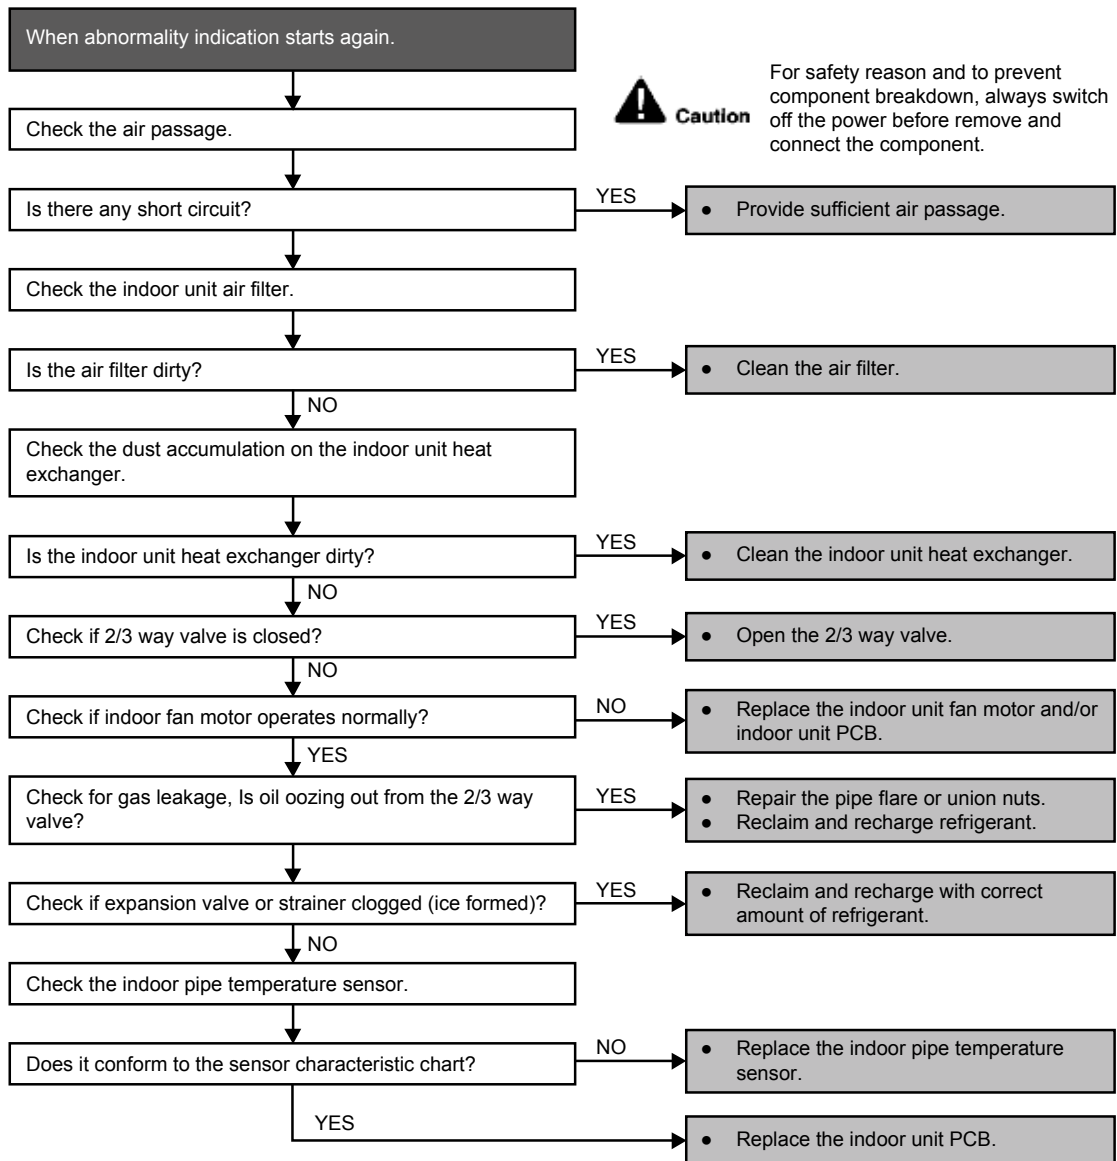 When abnormality indication starts again.
For safety reason and to prevent
component breakdown, always switch
off the power before remove and
connect the component.
Caution
Check the air passage.
Is there any short circuit?
YES
● Provide sufficient air passage.
Check the indoor unit air filter.
Is the air filter dirty?
YES
● Clean the air filter.
NO
Check the dust accumulation on the indoor unit heat
exchanger.
Is the indoor unit heat exchanger dirty?
YES
● Clean the indoor unit heat exchanger.
NO
Check if 2/3 way valve is closed?
YES
● Open the 2/3 way valve.
NO
Check if indoor fan motor operates normally?
NO
● Replace the indoor unit fan motor and/or
indoor unit PCB.
YES
Check for gas leakage, Is oil oozing out from the 2/3 way
valve?
YES
● Repair the pipe flare or union nuts.
● Reclaim and recharge refrigerant.
Check if expansion valve or strainer clogged (ice formed)?
YES
● Reclaim and recharge with correct
amount of refrigerant.
NO
Check the indoor pipe temperature sensor.
Does it conform to the sensor characteristic chart?
NO
● Replace the indoor pipe temperature
sensor.
YES
● Replace the indoor unit PCB.